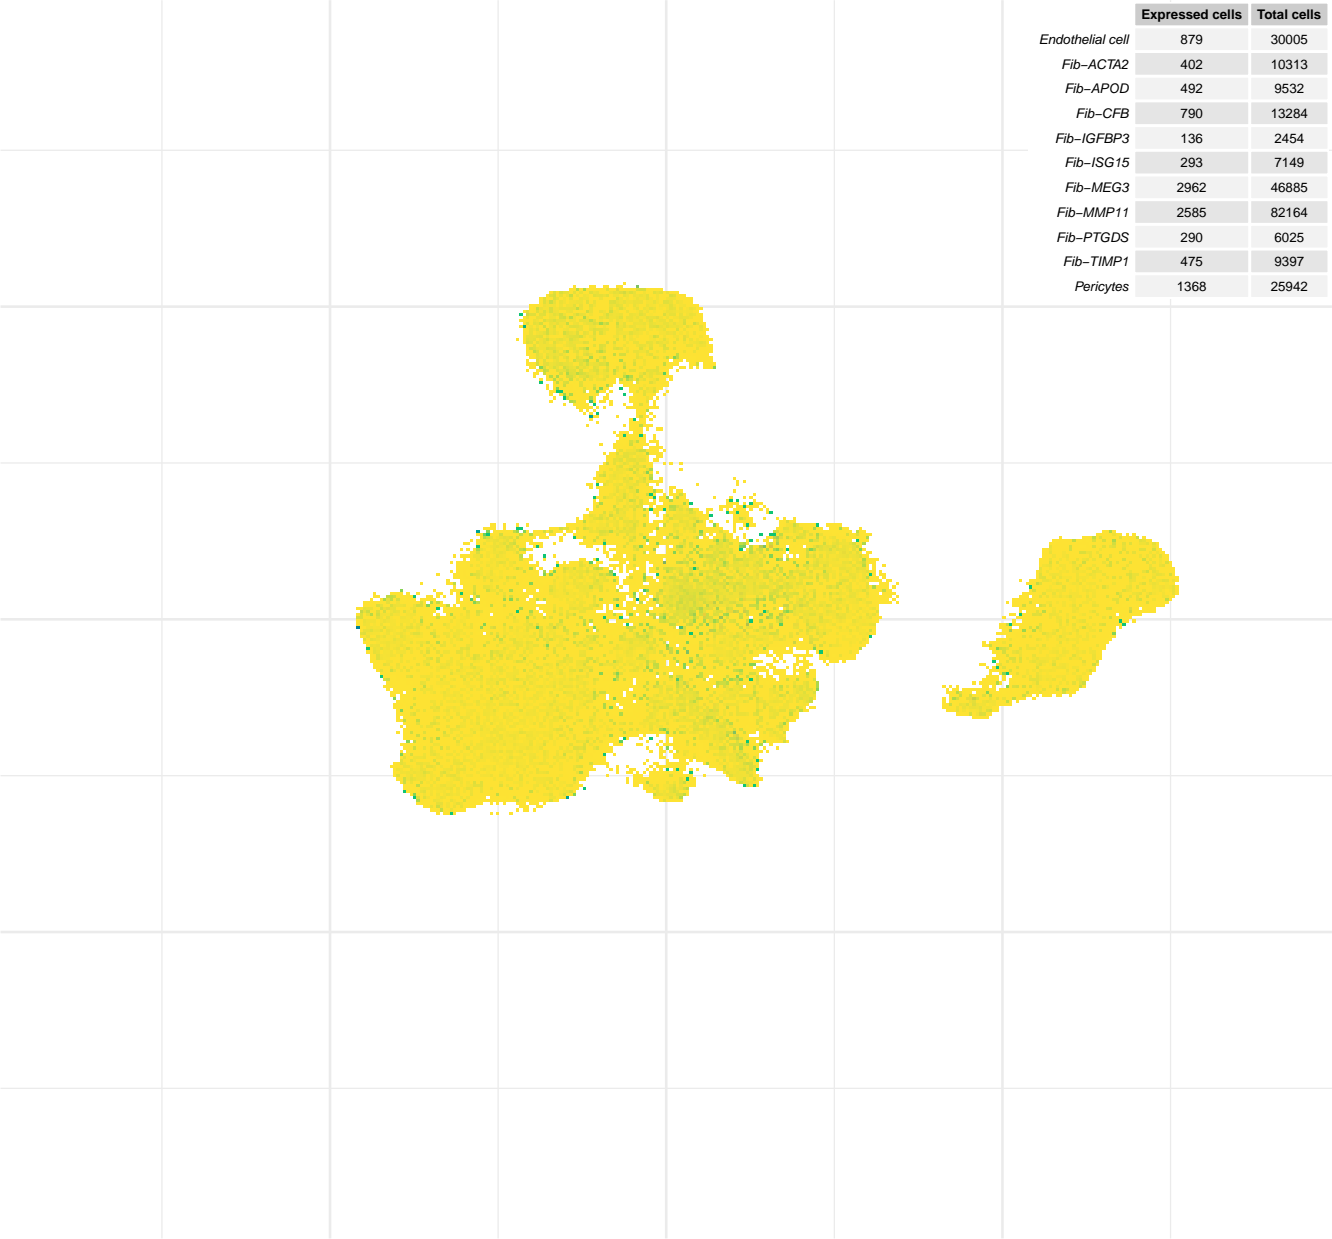 Expressed cells Total cells
Endothelial cell 879 30005
Fib−ACTA2 402 10313
Fib−APOD 492 9532
Fib−CFB 790 13284
Fib−IGFBP3 136 2454
Fib−ISG15 293 7149
Fib−MEG3 2962 46885
Fib−MMP11 2585 82164
Fib−PTGDS 290 6025
Fib−TIMP1 475 9397
Pericytes 1368 25942